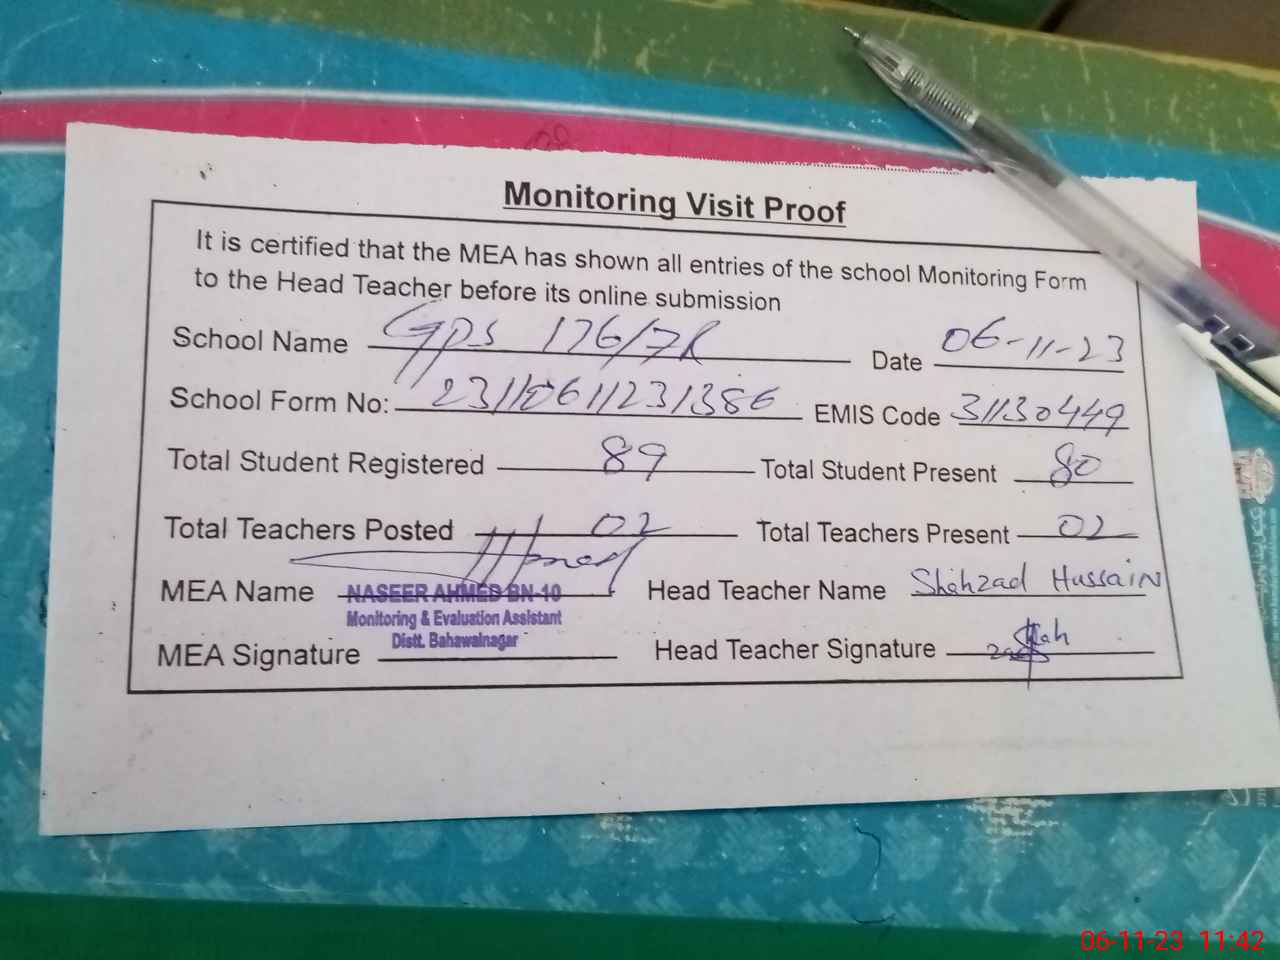 Monitoring Visit Proof
It is certified that the MEA has shown all entries of the school Monitoring Form
to the Head Teacher before its online submission
School Name GPS 176/7R Date 06-11-23
School Form No: 23110611231386 EMIS Code 31130449
Total Student Registered 89 Total Student Present 80
Total Teachers Posted 02 Total Teachers Present 02
MEA Name NASEER AHMED BN-10 Head Teacher Name Shahzad Hussain
Monitoring & Evaluation Assistant
Distt. Bahawalnagar
MEA Signature Head Teacher Signature
06-11-23 11:42